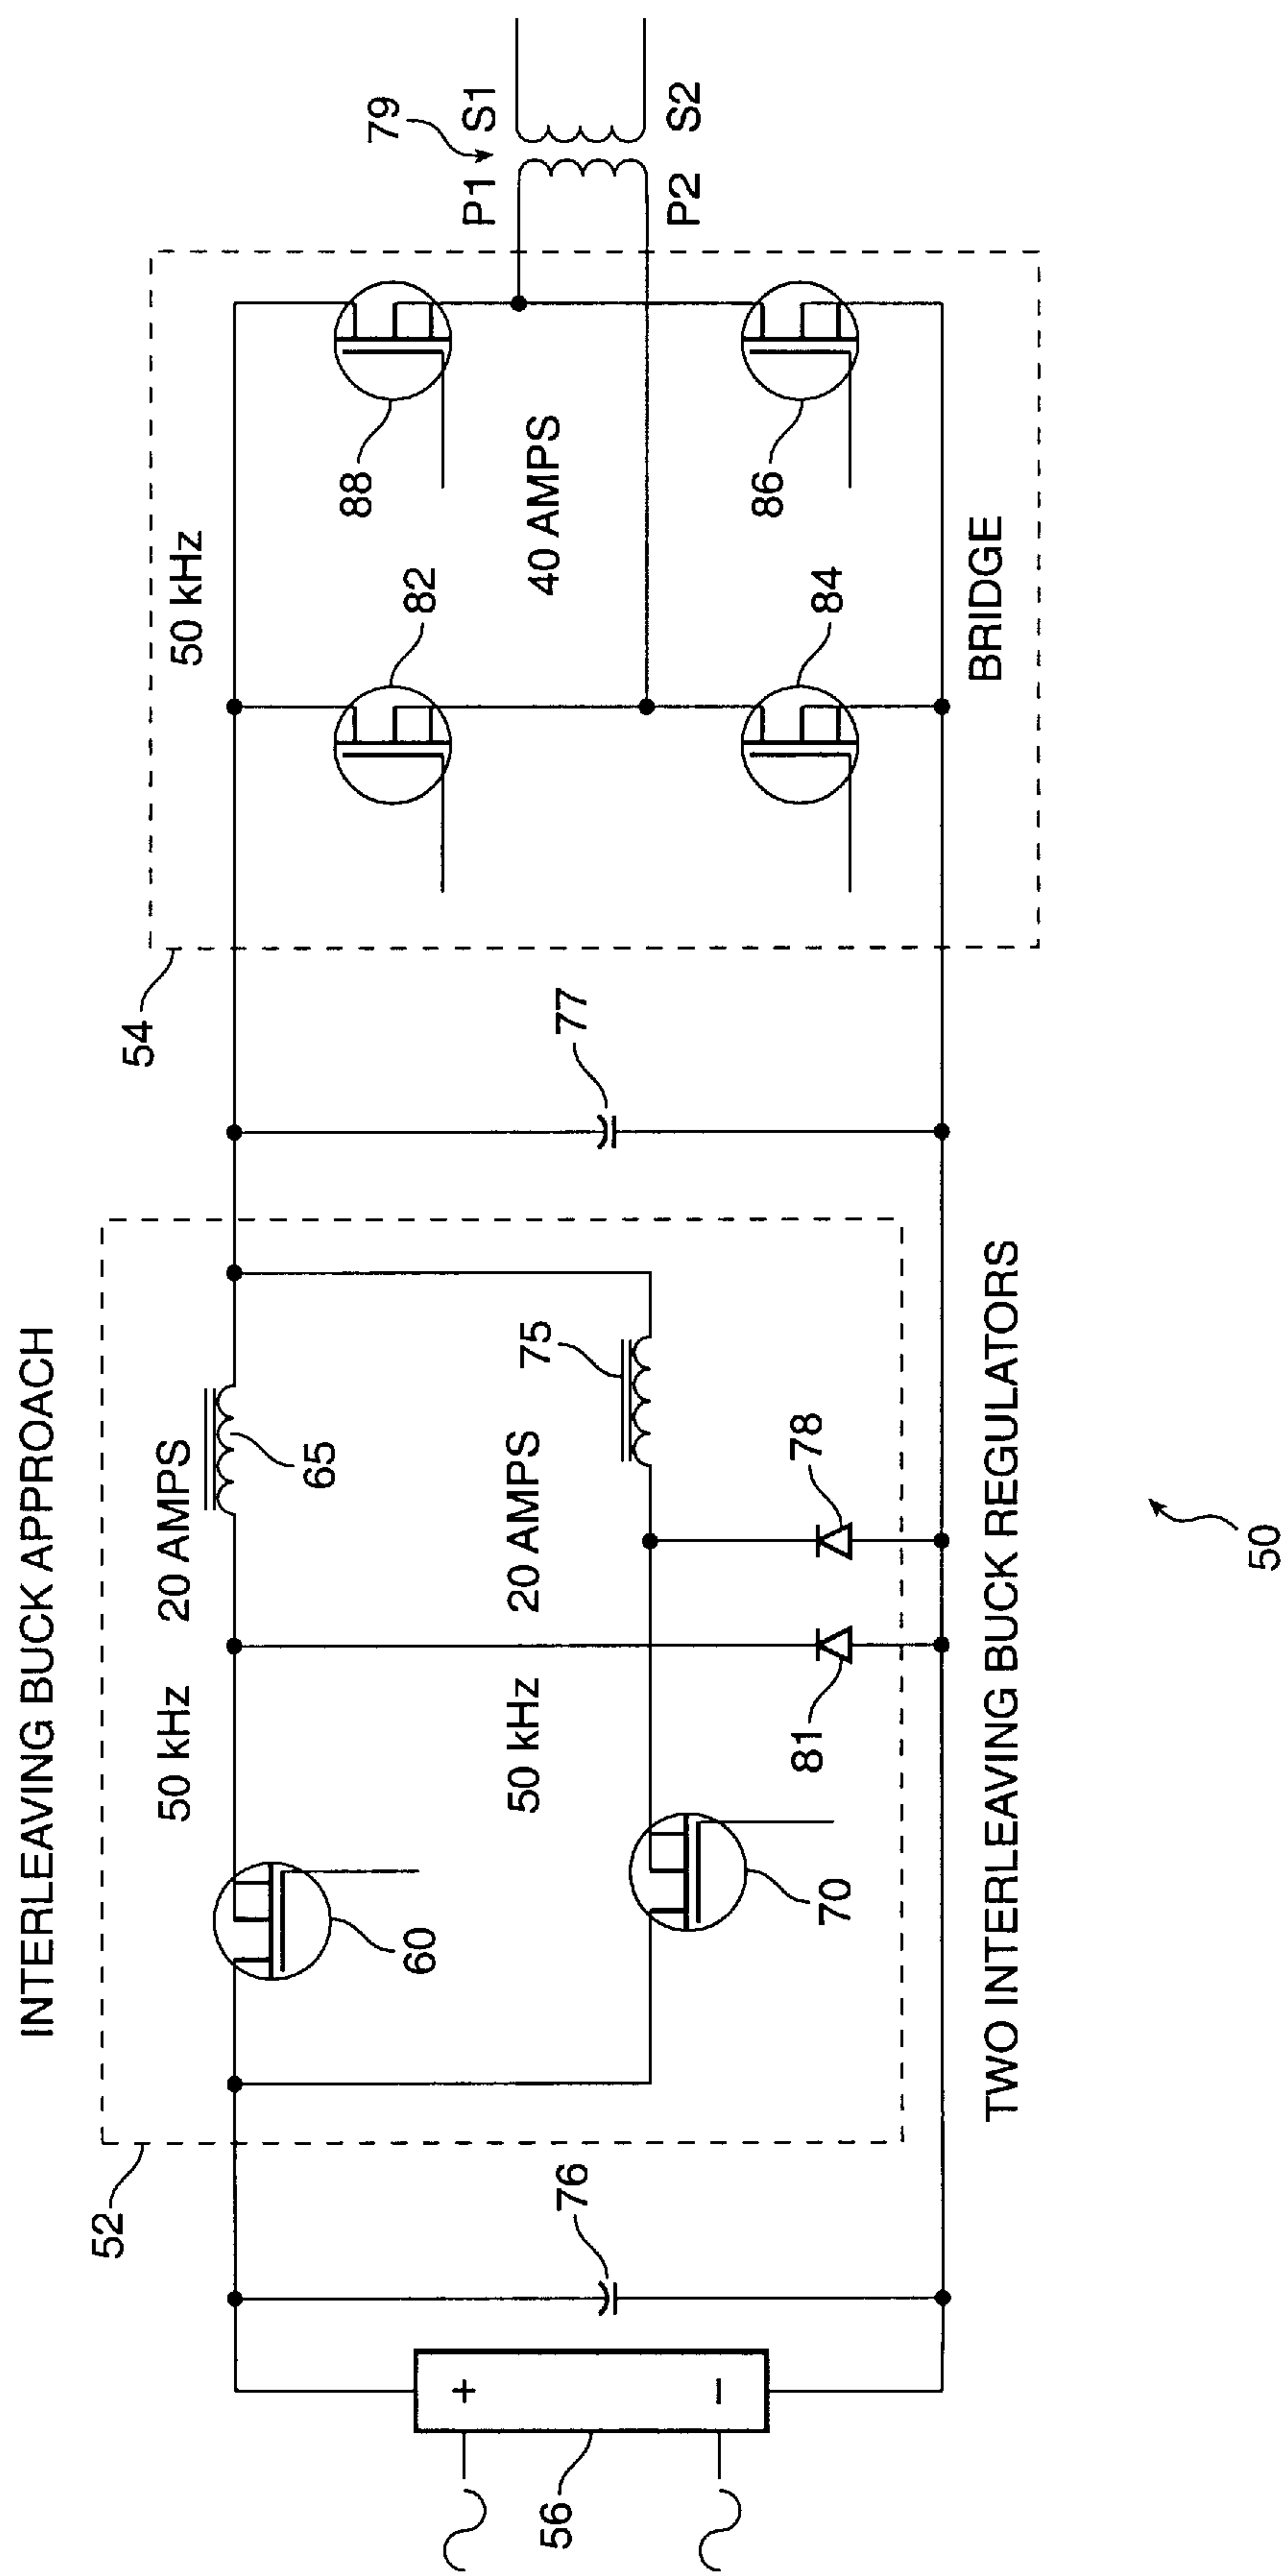 INTERLEAVING BUCK APPROACH
52
54
50 kHz 20 AMPS
50 kHz
65
79
P1 S1
60
82
88
75
50 kHz 20 AMPS
40 AMPS
76
77
56
+
−
P2 S2
81
78
70
84
86
TWO INTERLEAVING BUCK REGULATORS
BRIDGE
50